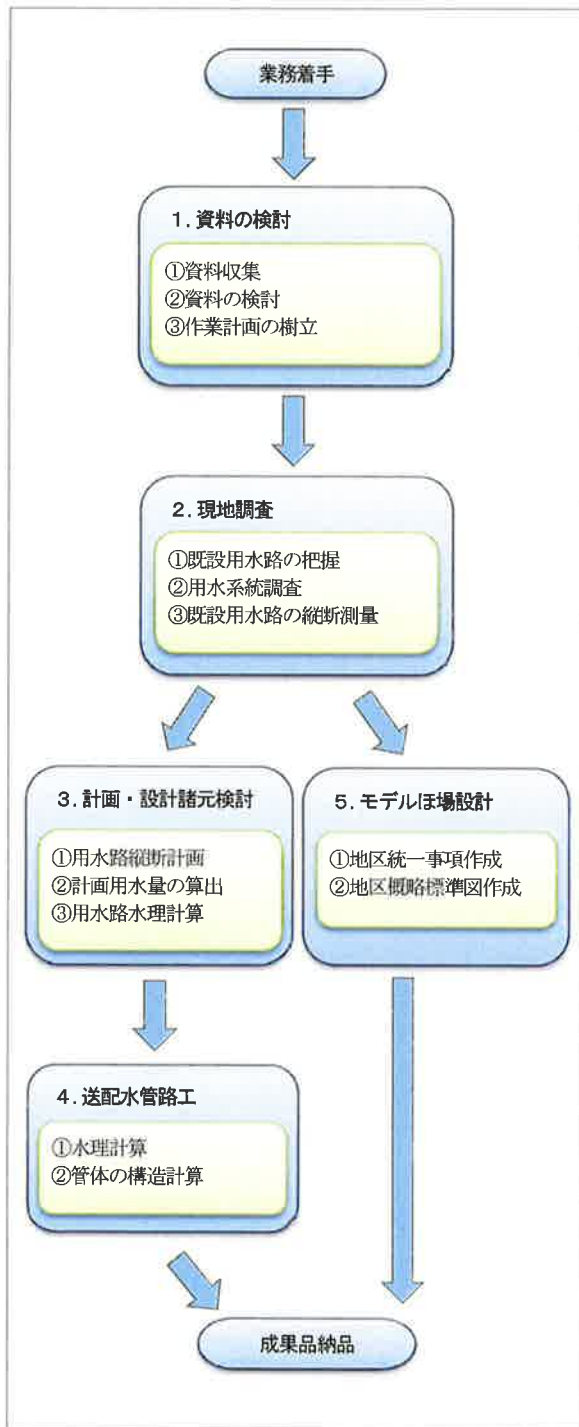 業務着手
1．資料の検討
①資料収集
②資料の検討
③作業計画の樹立
2．現地調査
①既設用水路の把握
②用水系統調査
③既設用水路の縦断測量
3．計画・設計諸元検討
①用水路縦断計画
②計画用水量の算出
③用水路水理計算
4．送配水管路工
①水理計算
②管体の構造計算
5．モデルほ場設計
①地区統一事項作成
②地区概略標準図作成
成果品納品